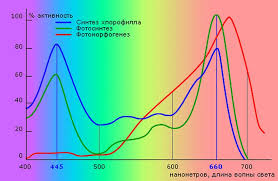 % активность
Синтез хлорофилла
Фотосинтез
Фотоморфогенез
100
80
60
40
20
0
400 445 500 600 660 700
нанометров, длина волны света